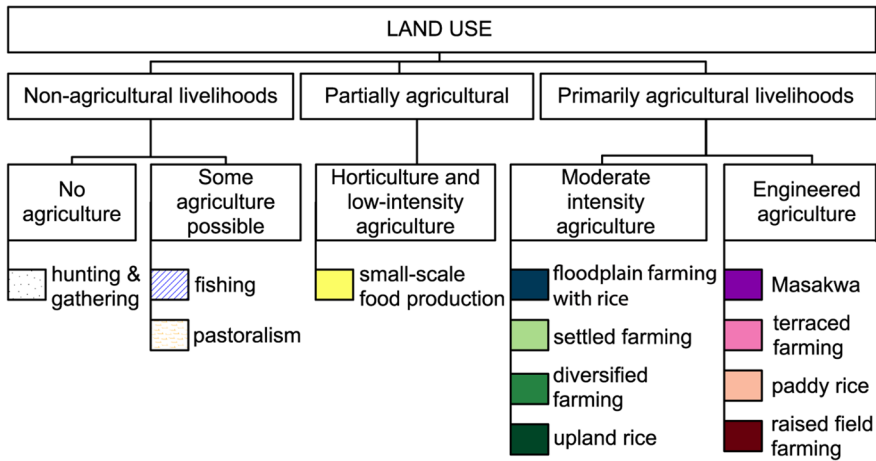 LAND USE
Non-agricultural livelihoods
Partially agricultural
Primarily agricultural livelihoods
No
agriculture
Some
agriculture
possible
Horticulture and
low-intensity
agriculture
Moderate
intensity
agriculture
Engineered
agriculture
hunting &
gathering
fishing
pastoralism
small-scale
food production
floodplain farming
with rice
settled farming
diversified
farming
upland rice
Masakwa
terraced
farming
paddy rice
raised field
farming